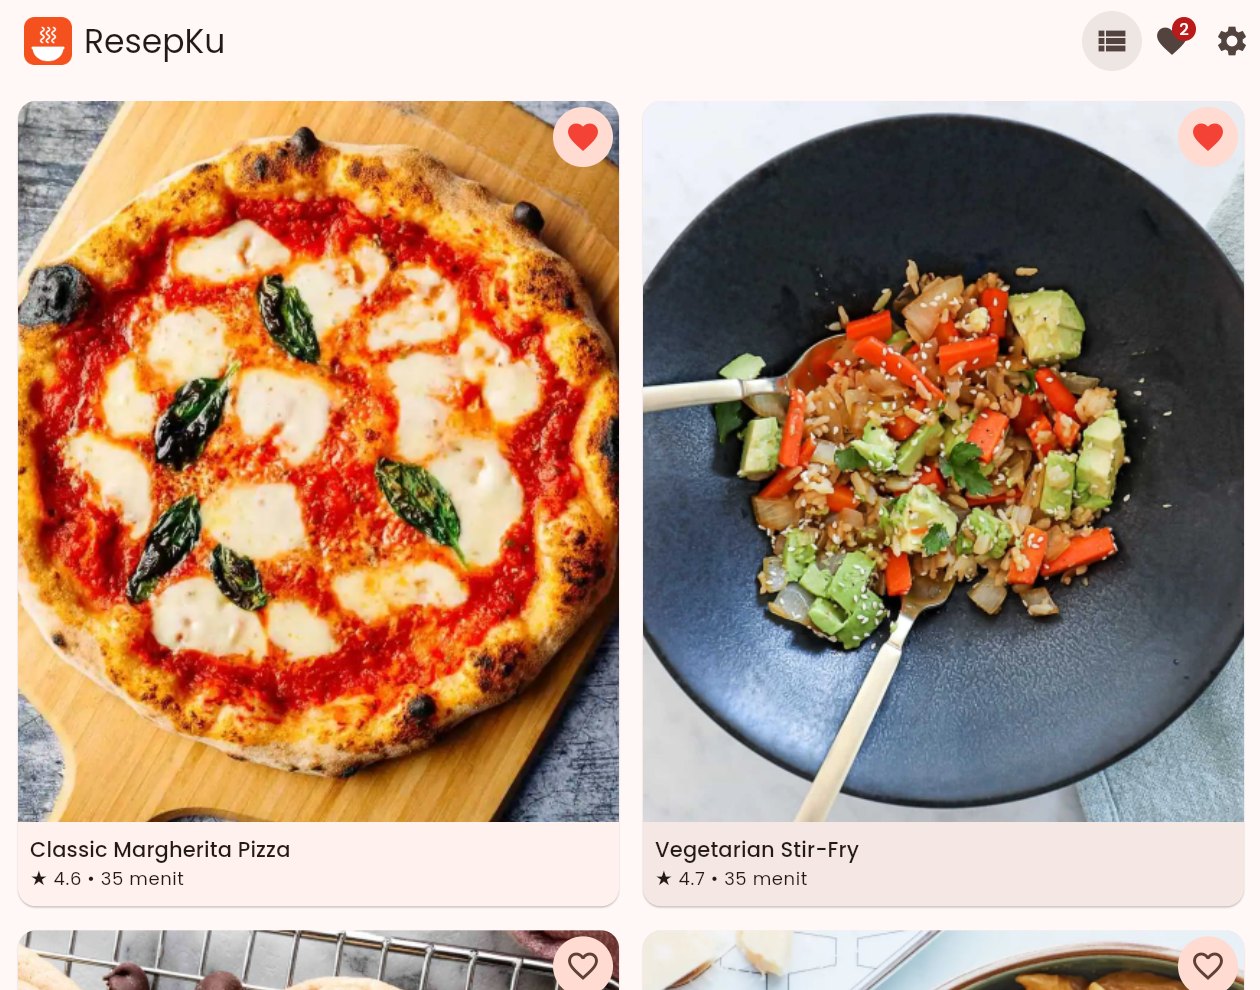 ResepKu
2
Classic Margherita Pizza
★ 4.6 • 35 menit
Vegetarian Stir-Fry
★ 4.7 • 35 menit